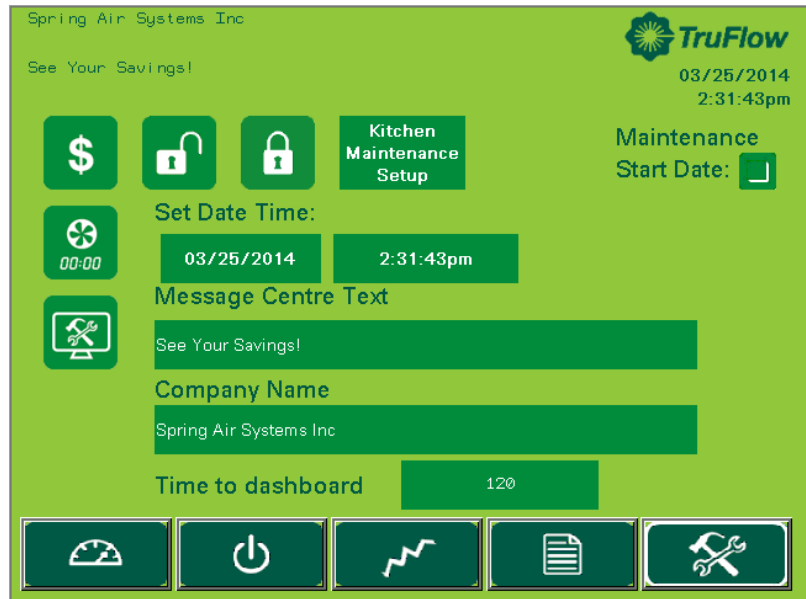 Spring Air Systems Inc
TruFlow
See Your Savings!
03/25/2014
2:31:43pm
$
Kitchen
Maintenance
Setup
Maintenance
Start Date:
Set Date Time:
00:00
03/25/2014
2:31:43pm
Message Centre Text
See Your Savings!
Company Name
Spring Air Systems Inc
Time to dashboard
120